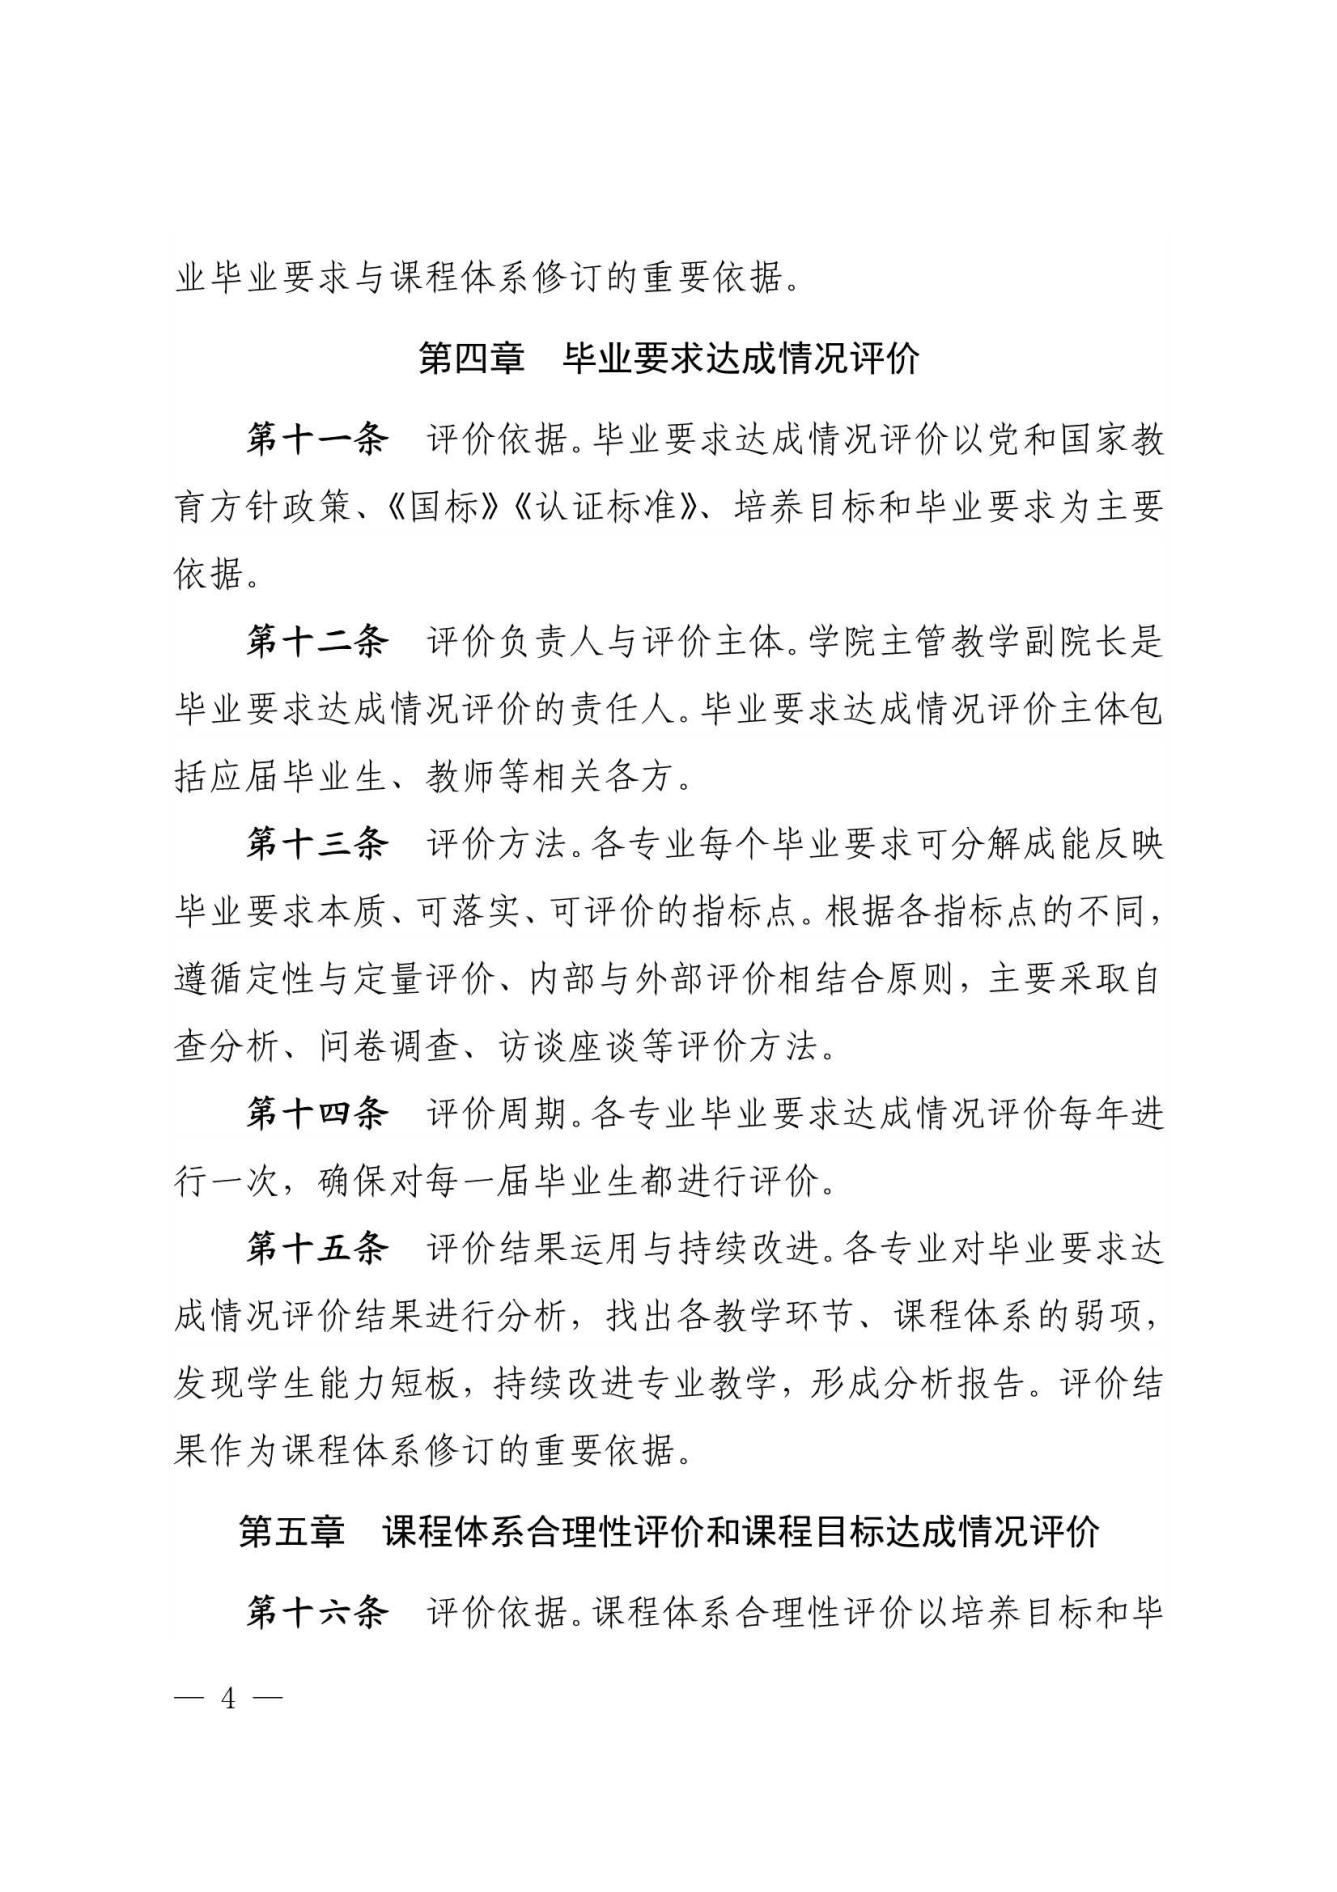 业毕业要求与课程体系修订的重要依据。
第四章　毕业要求达成情况评价
第十一条　评价依据。毕业要求达成情况评价以党和国家教
育方针政策、《国标》《认证标准》、培养目标和毕业要求为主要
依据。
第十二条　评价负责人与评价主体。学院主管教学副院长是
毕业要求达成情况评价的责任人。毕业要求达成情况评价主体包
括应届毕业生、教师等相关各方。
第十三条　评价方法。各专业每个毕业要求可分解成能反映
毕业要求本质、可落实、可评价的指标点。根据各指标点的不同，
遵循定性与定量评价、内部与外部评价相结合原则，主要采取自
查分析、问卷调查、访谈座谈等评价方法。
第十四条　评价周期。各专业毕业要求达成情况评价每年进
行一次，确保对每一届毕业生都进行评价。
第十五条　评价结果运用与持续改进。各专业对毕业要求达
成情况评价结果进行分析，找出各教学环节、课程体系的弱项，
发现学生能力短板，持续改进专业教学，形成分析报告。评价结
果作为课程体系修订的重要依据。
第五章　课程体系合理性评价和课程目标达成情况评价
第十六条　评价依据。课程体系合理性评价以培养目标和毕
— 4 —